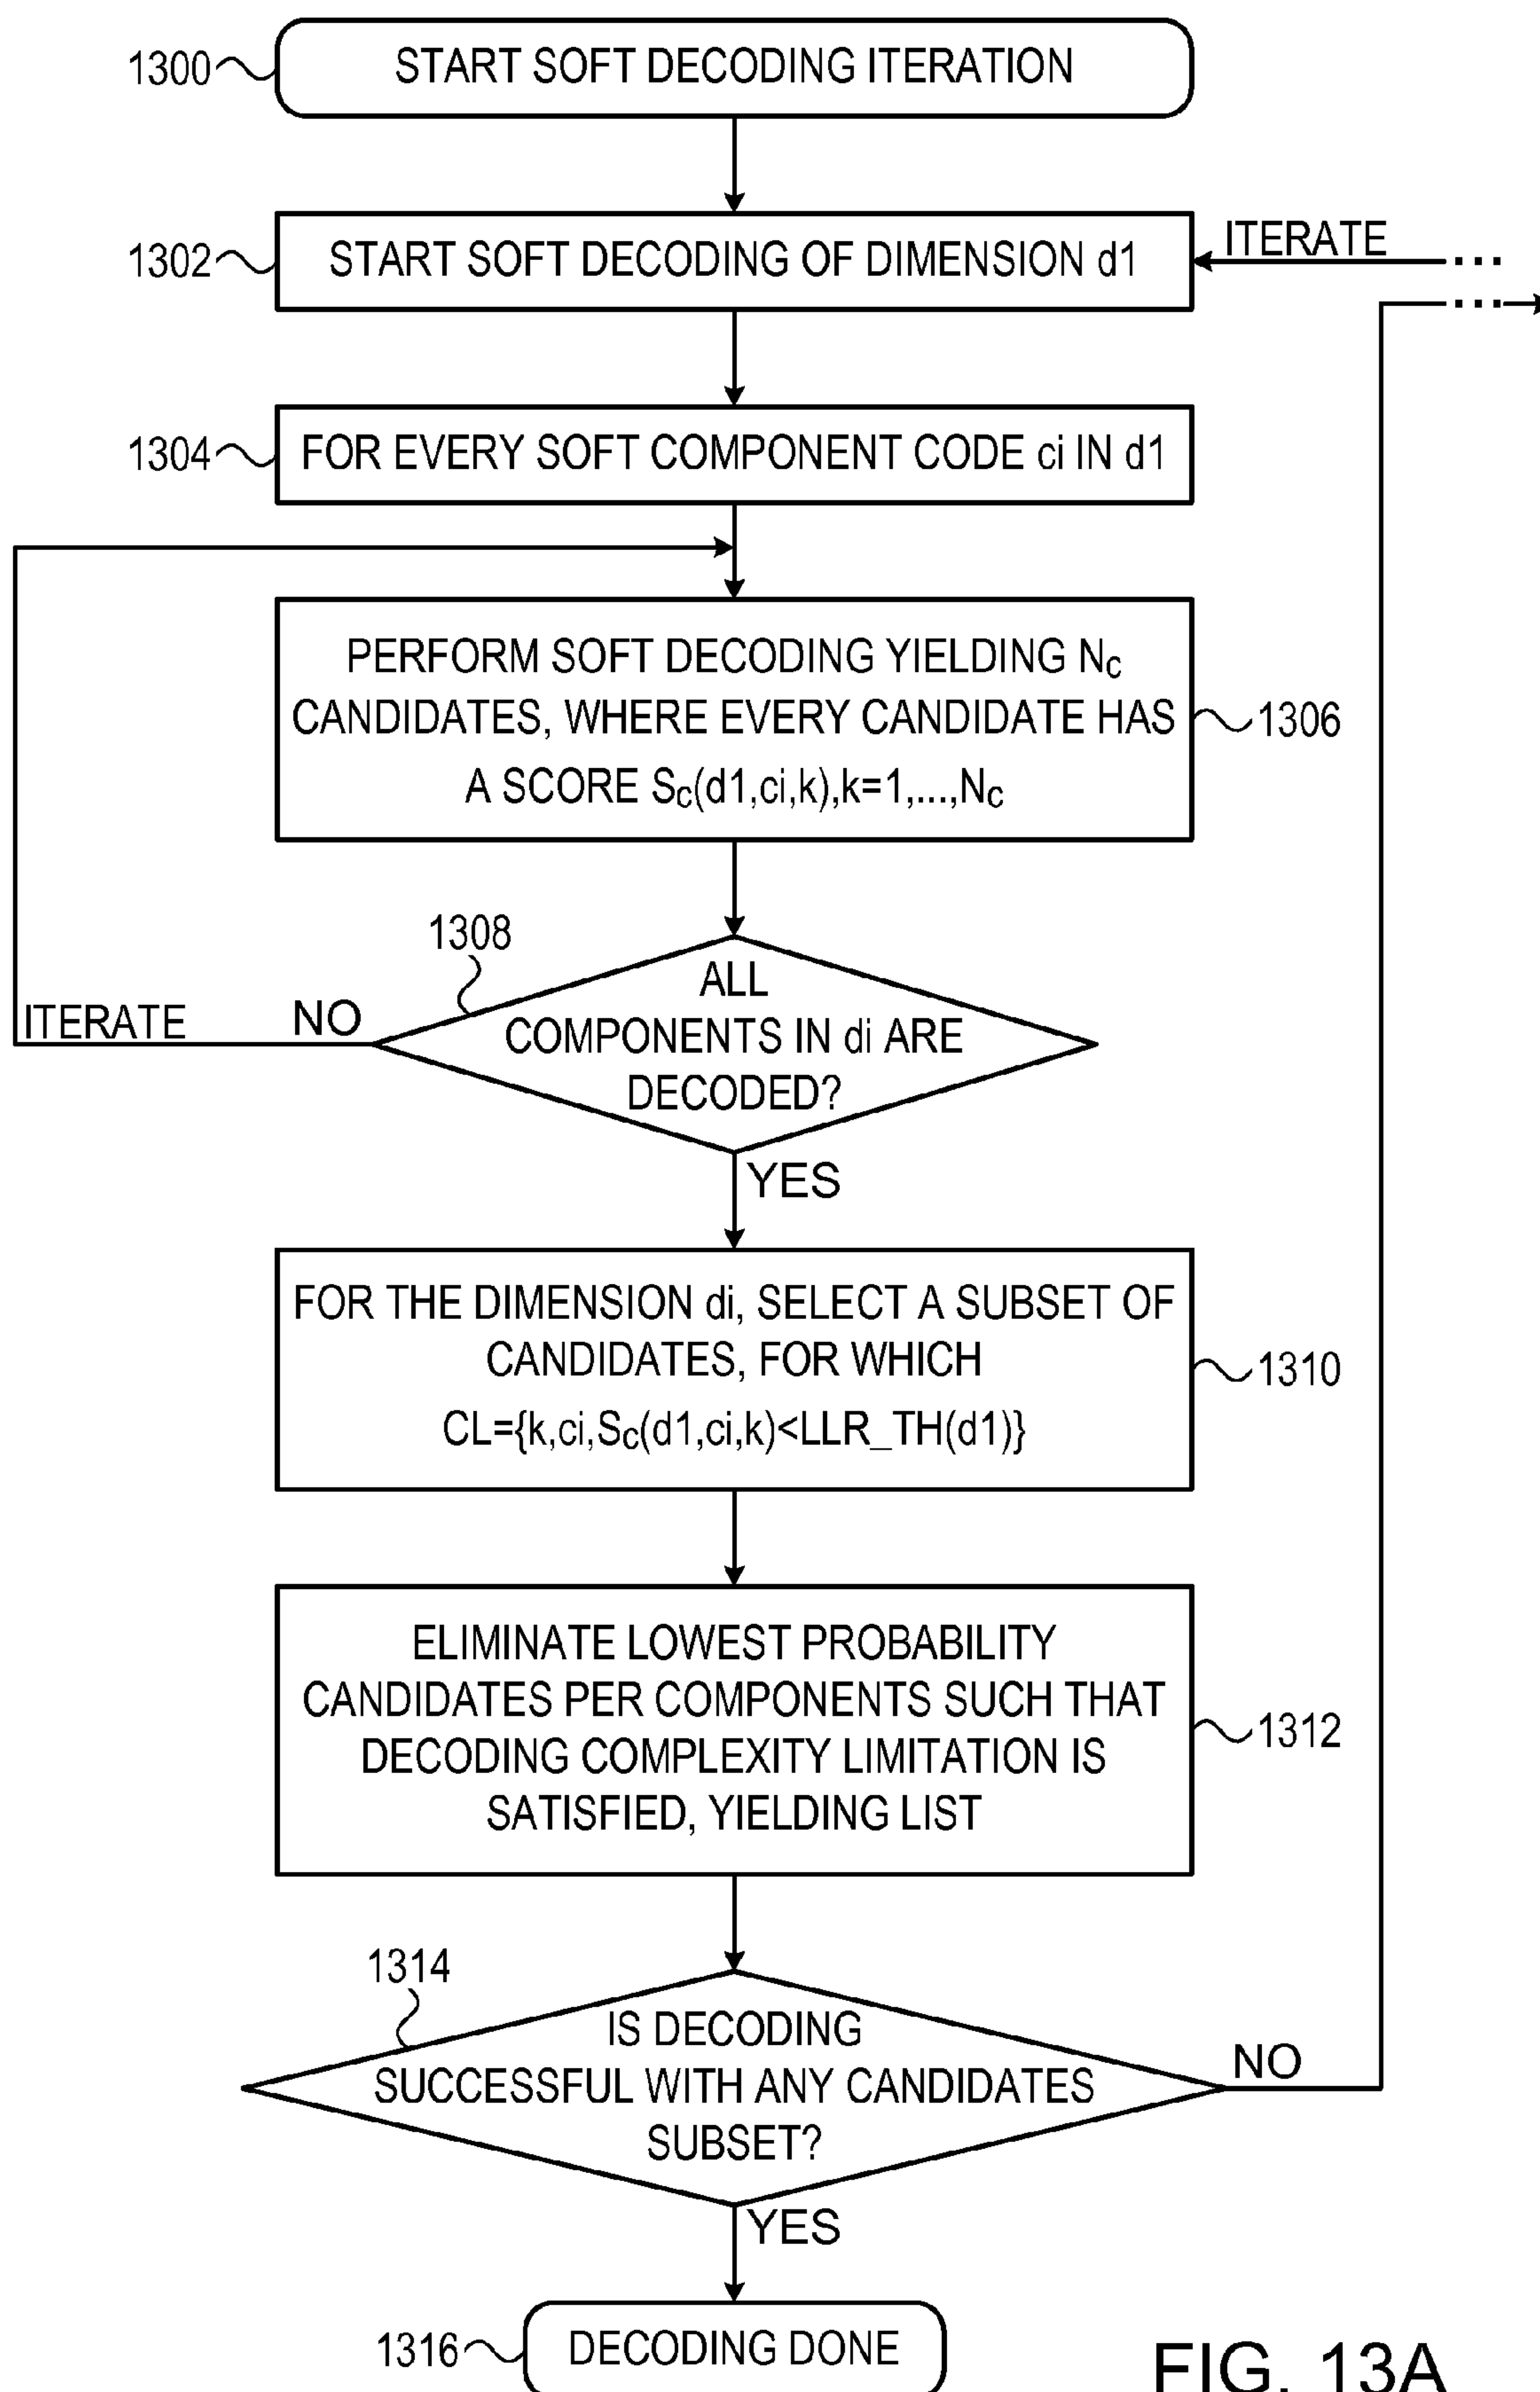 1300
START SOFT DECODING ITERATION
1302
START SOFT DECODING OF DIMENSION d1
ITERATE
...
...
1304
FOR EVERY SOFT COMPONENT CODE ci IN d1
PERFORM SOFT DECODING YIELDING Nc
CANDIDATES, WHERE EVERY CANDIDATE HAS
A SCORE Sc(d1,ci,k),k=1,...,Nc
1306
1308
ALL
COMPONENTS IN di ARE
DECODED?
ITERATE
NO
YES
FOR THE DIMENSION di, SELECT A SUBSET OF
CANDIDATES, FOR WHICH
CL={k,ci,Sc(d1,ci,k)<LLR_TH(d1)}
1310
ELIMINATE LOWEST PROBABILITY
CANDIDATES PER COMPONENTS SUCH THAT
DECODING COMPLEXITY LIMITATION IS
SATISFIED, YIELDING LIST
1312
1314
IS DECODING
SUCCESSFUL WITH ANY CANDIDATES
SUBSET?
NO
YES
1316
DECODING DONE
FIG. 13A